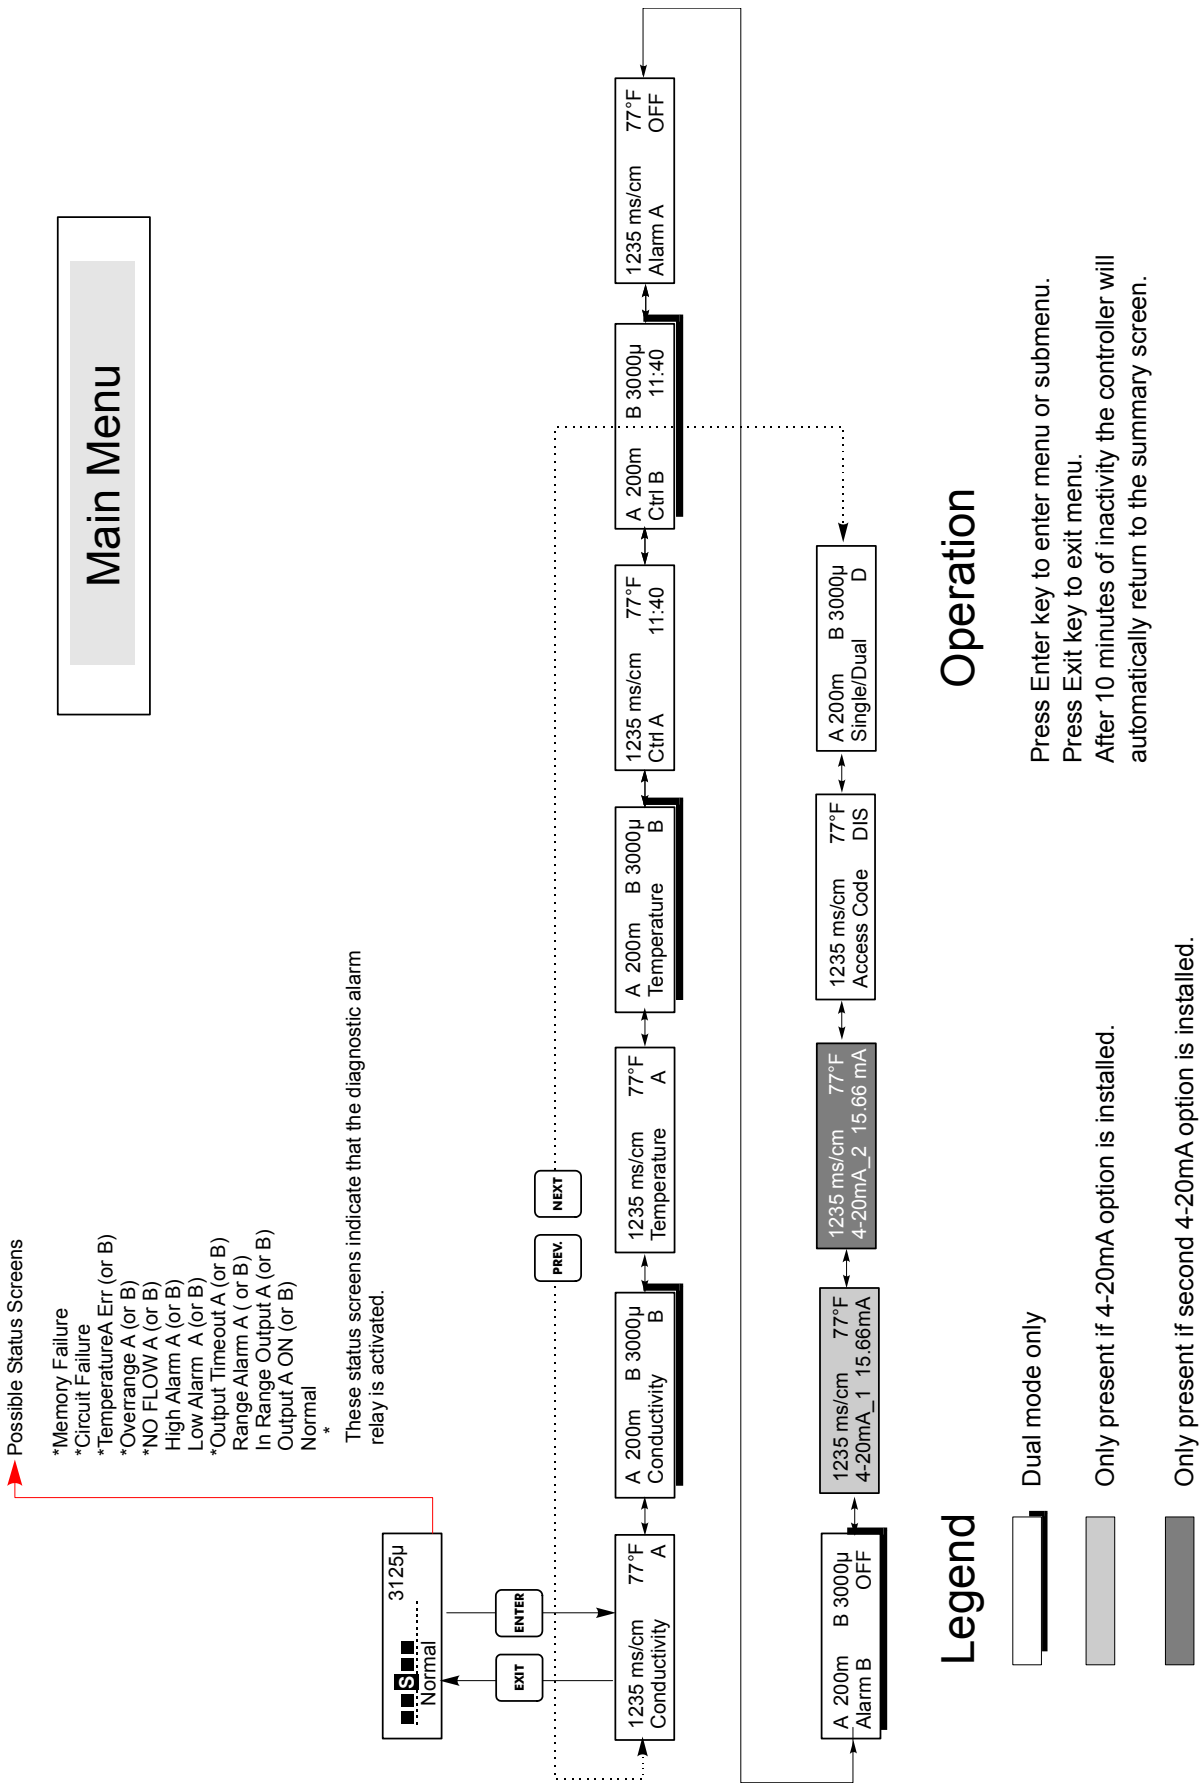 Main Menu
Possible Status Screens
*Memory Failure
*Circuit Failure
*TemperatureA Err (or B)
*Overrange A (or B)
*NO FLOW A (or B)
High Alarm A (or B)
Low Alarm A (or B)
*Output Timeout A (or B)
Range Alarm A ( or B)
In Range Output A (or B)
Output A ON (or B)
Normal
*
These status screens indicate that the diagnostic alarm
relay is activated.
S 3125µ
Normal
EXIT
ENTER
PREV.
NEXT
1235 ms/cm 77°F
Conductivity A
A 200m B 3000µ
Conductivity B
1235 ms/cm 77°F
Temperature A
A 200m B 3000µ
Temperature B
1235 ms/cm 77°F
Ctrl A 11:40
A 200m B 3000µ
Ctrl B 11:40
1235 ms/cm 77°F
Alarm A OFF
A 200m B 3000µ
Alarm B OFF
1235 ms/cm 77°F
4-20mA_1 15.66mA
1235 ms/cm 77°F
4-20mA_2 15.66 mA
1235 ms/cm 77°F
Access Code DIS
A 200m B 3000µ
Single/Dual D
Legend
Dual mode only
Only present if 4-20mA option is installed.
Only present if second 4-20mA option is installed.
Operation
Press Enter key to enter menu or submenu.
Press Exit key to exit menu.
After 10 minutes of inactivity the controller will
automatically return to the summary screen.